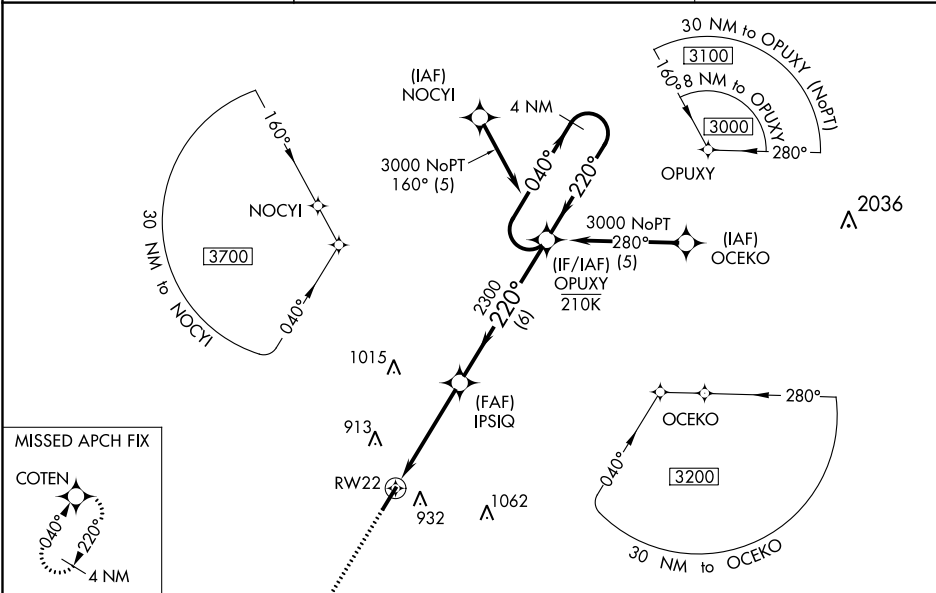 (IAF)
NOCYI
4 NM
3000 NoPT
160° (5)
040°
220°
30 NM to OPUXY (NoPT)
3100
160°
8 NM to OPUXY
3000
280°
OPUXY
2036
160°
NOCYI
3700
040°
30 NM to NOCYI
3000 NoPT
280°
(5)
(IAF)
OCEKO
(IF/IAF)
OPUXY
210K
2300
220°
(6)
1015
(FAF)
IPSIQ
913
RW22
932
1062
280°
OCEKO
040°
3200
30 NM to OCEKO
MISSED APCH FIX
COTEN
040°
220°
4 NM